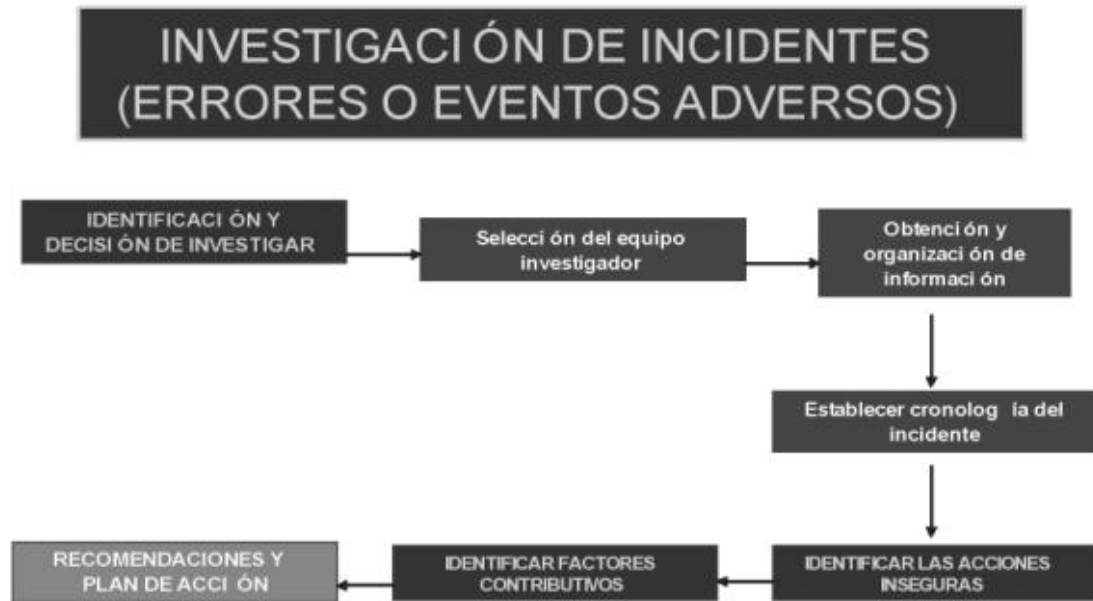 INVESTIGACI ÓN DE INCIDENTES
(ERRORES O EVENTOS ADVERSOS)
IDENTIFICACI ÓN Y
DECISI ÓN DE INVESTIGAR
Selecci ón del equipo
investigador
Obtenci ón y
organizaci ón de
informaci ón
Establecer cronolog ía del
incidente
IDENTIFICAR LAS ACCIONES
INSEGURAS
IDENTIFICAR FACTORES
CONTRIBUTIVOS
RECOMENDACIONES Y
PLAN DE ACCI ÓN